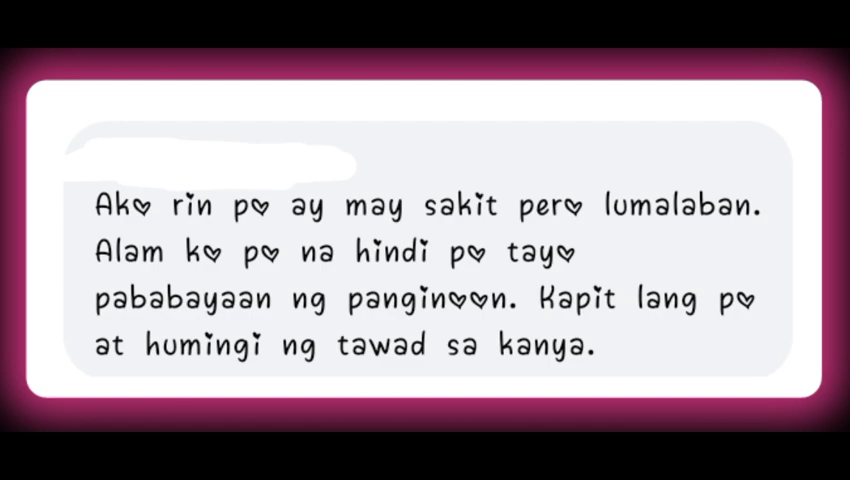 Ako rin po ay may sakit pero lumalaban.
Alam ko po na hindi po tayo
pababayaan ng panginoon. Kapit lang po
at humingi ng tawad sa kanya.